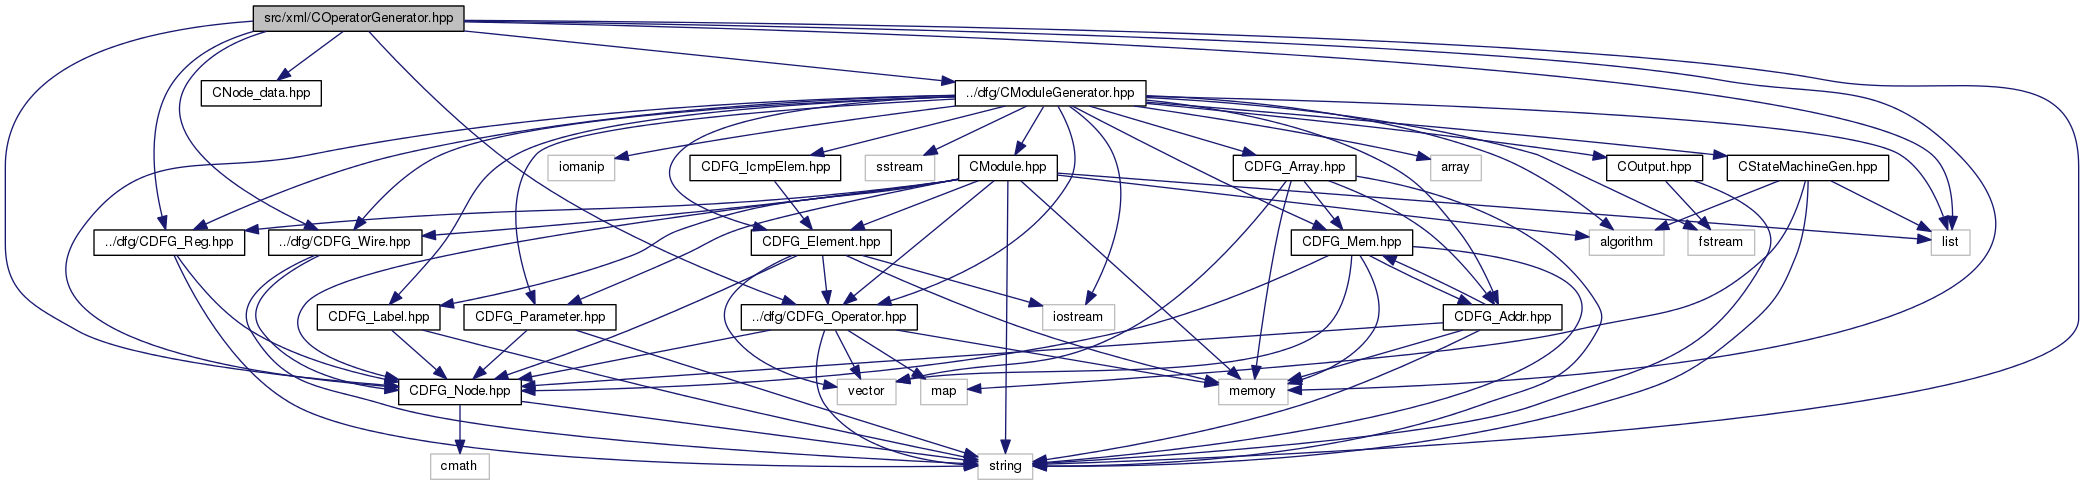 src/xml/COperatorGenerator.hpp
CNode_data.hpp
../dfg/CModuleGenerator.hpp
iomanip
CDFG_IcmpElem.hpp
sstream
CModule.hpp
CDFG_Array.hpp
array
COutput.hpp
CStateMachineGen.hpp
../dfg/CDFG_Reg.hpp
../dfg/CDFG_Wire.hpp
CDFG_Element.hpp
CDFG_Mem.hpp
algorithm
fstream
list
CDFG_Label.hpp
CDFG_Parameter.hpp
../dfg/CDFG_Operator.hpp
iostream
CDFG_Addr.hpp
CDFG_Node.hpp
vector
map
memory
cmath
string